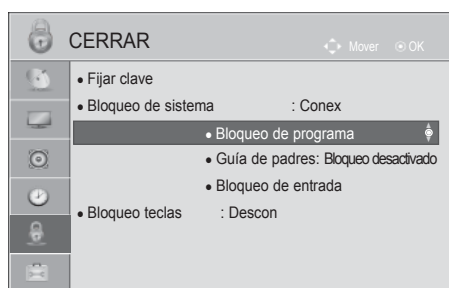 CERRAR
Mover OK
• Fijar clave
• Bloqueo de sistema : Conex
• Bloqueo de programa
• Guía de padres: Bloqueo desactivado
• Bloqueo de entrada
• Bloqueo teclas : Descon